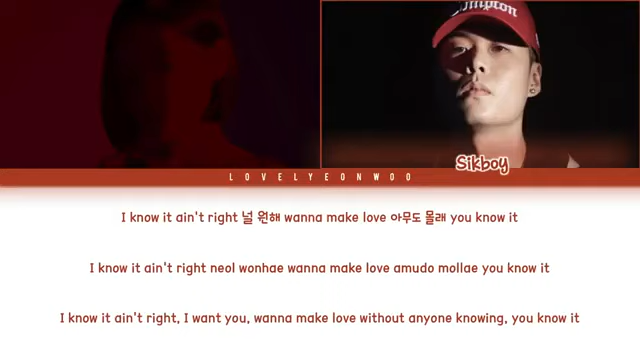 Sikboy
LOVELYEONWOO
I know it ain't right 널 원해 wanna make love 아무도 몰래 you know it
I know it ain't right neol wonhae wanna make love amudo mollae you know it
I know it ain't right, I want you, wanna make love without anyone knowing, you know it